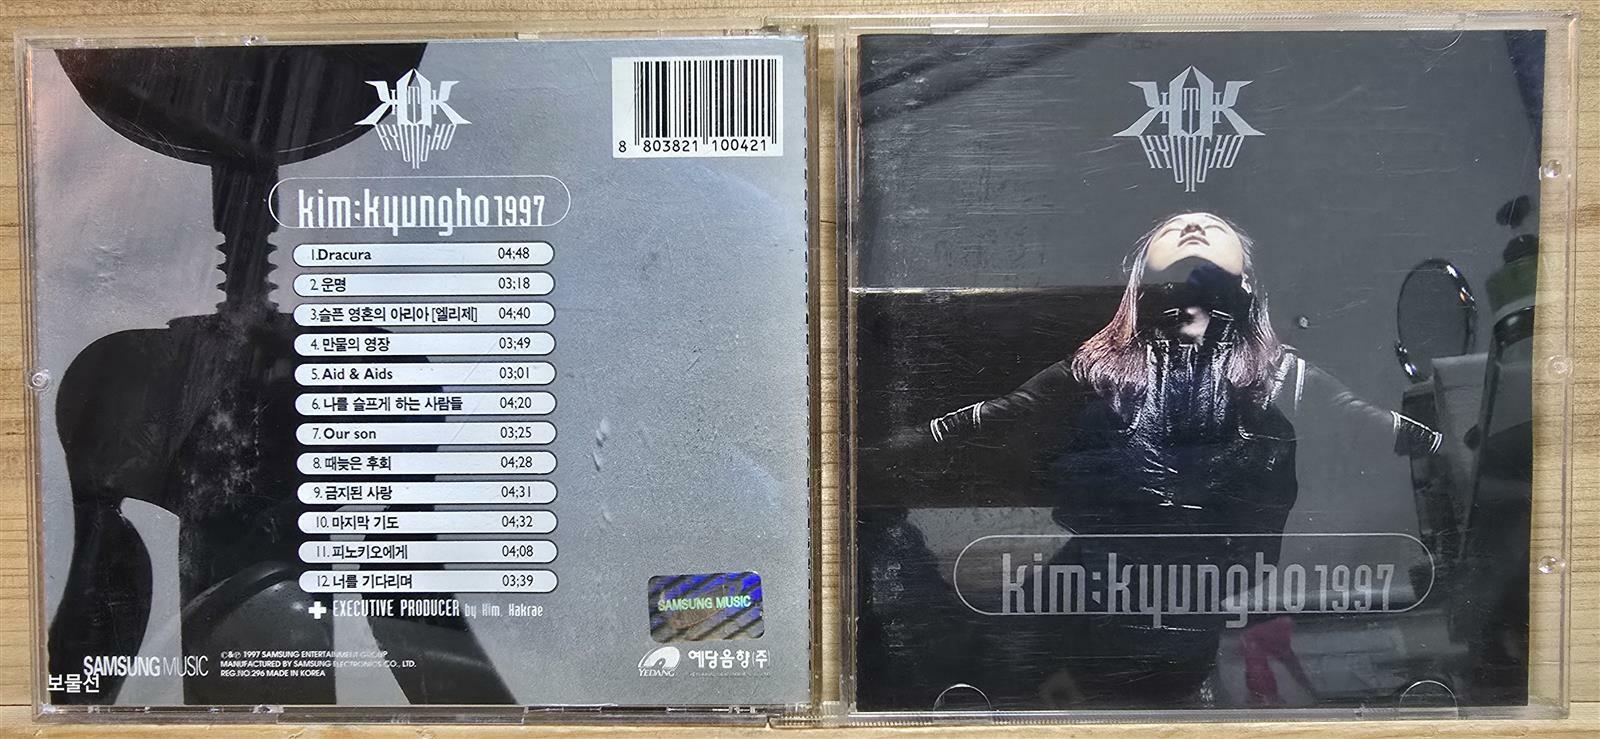 KTK
KYUNGHO
8 803821 100421
kim:kyungho1997
1.Dracura 04;48
2.운명 03;18
3.슬픈 영혼의 아리아[엘리제] 04;40
4.만물의 영장 03;49
5.Aid & Aids 03;01
6.나를 슬프게 하는 사람들 04;20
7.Our son 03;25
8.때늦은 후회 04;28
9.금지된 사랑 04;31
10.마지막 기도 04;32
11.피노키오에게 04;08
12.너를 기다리며 03;39
EXECUTIVE PRODUCER by Kim, Hakrae
SAMSUNG MUSIC
SAMSUNG MUSIC
©&℗ 1997 SAMSUNG ENTERTAINMENT GROUP
MANUFACTURED BY SAMSUNG ELECTRONICS CO., LTD.
REG.NO.296 MADE IN KOREA
YEDANG
예당음향(주)
보물선
KTK
KYUNGHO
kim:kyungho1997